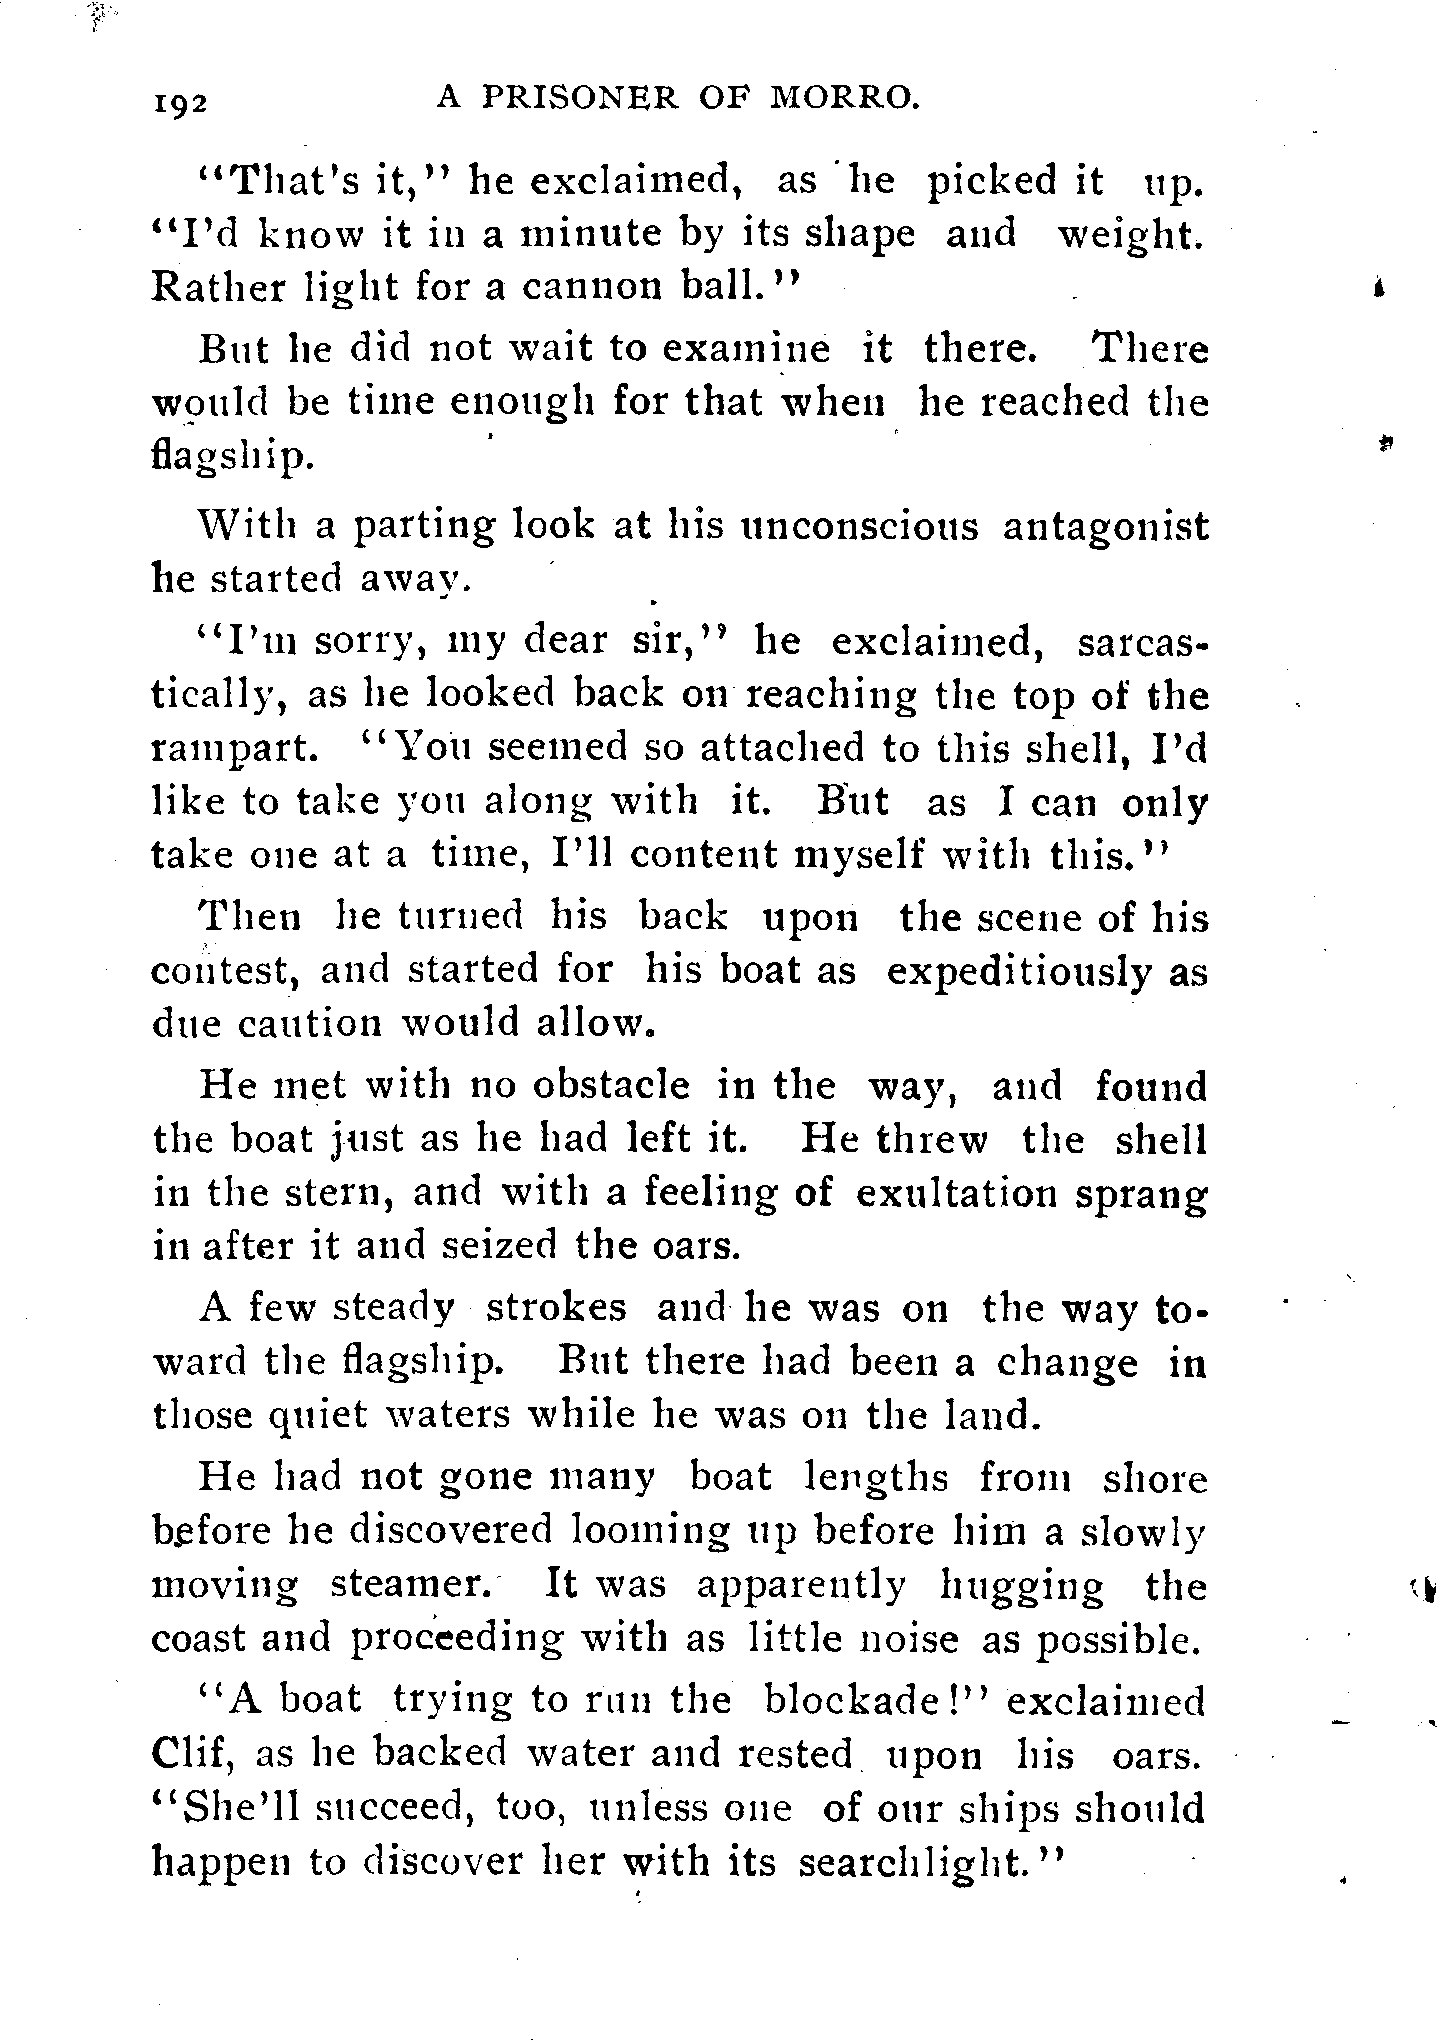 192 A PRISONER OF MORRO.
"That's it," he exclaimed, as he picked it up.
"I'd know it in a minute by its shape and weight.
Rather light for a cannon ball."
But he did not wait to examine it there. There
would be time enough for that when he reached the
flagship.
With a parting look at his unconscious antagonist
he started away.
"I'm sorry, my dear sir," he exclaimed, sarcas-
tically, as he looked back on reaching the top of the
rampart. "You seemed so attached to this shell, I'd
like to take you along with it. But as I can only
take one at a time, I'll content myself with this."
Then he turned his back upon the scene of his
contest, and started for his boat as expeditiously as
due caution would allow.
He met with no obstacle in the way, and found
the boat just as he had left it. He threw the shell
in the stern, and with a feeling of exultation sprang
in after it and seized the oars.
A few steady strokes and he was on the way to-
ward the flagship. But there had been a change in
those quiet waters while he was on the land.
He had not gone many boat lengths from shore
before he discovered looming up before him a slowly
moving steamer. It was apparently hugging the
coast and proceeding with as little noise as possible.
"A boat trying to run the blockade!" exclaimed
Clif, as he backed water and rested upon his oars.
"She'll succeed, too, unless one of our ships should
happen to discover her with its searchlight."